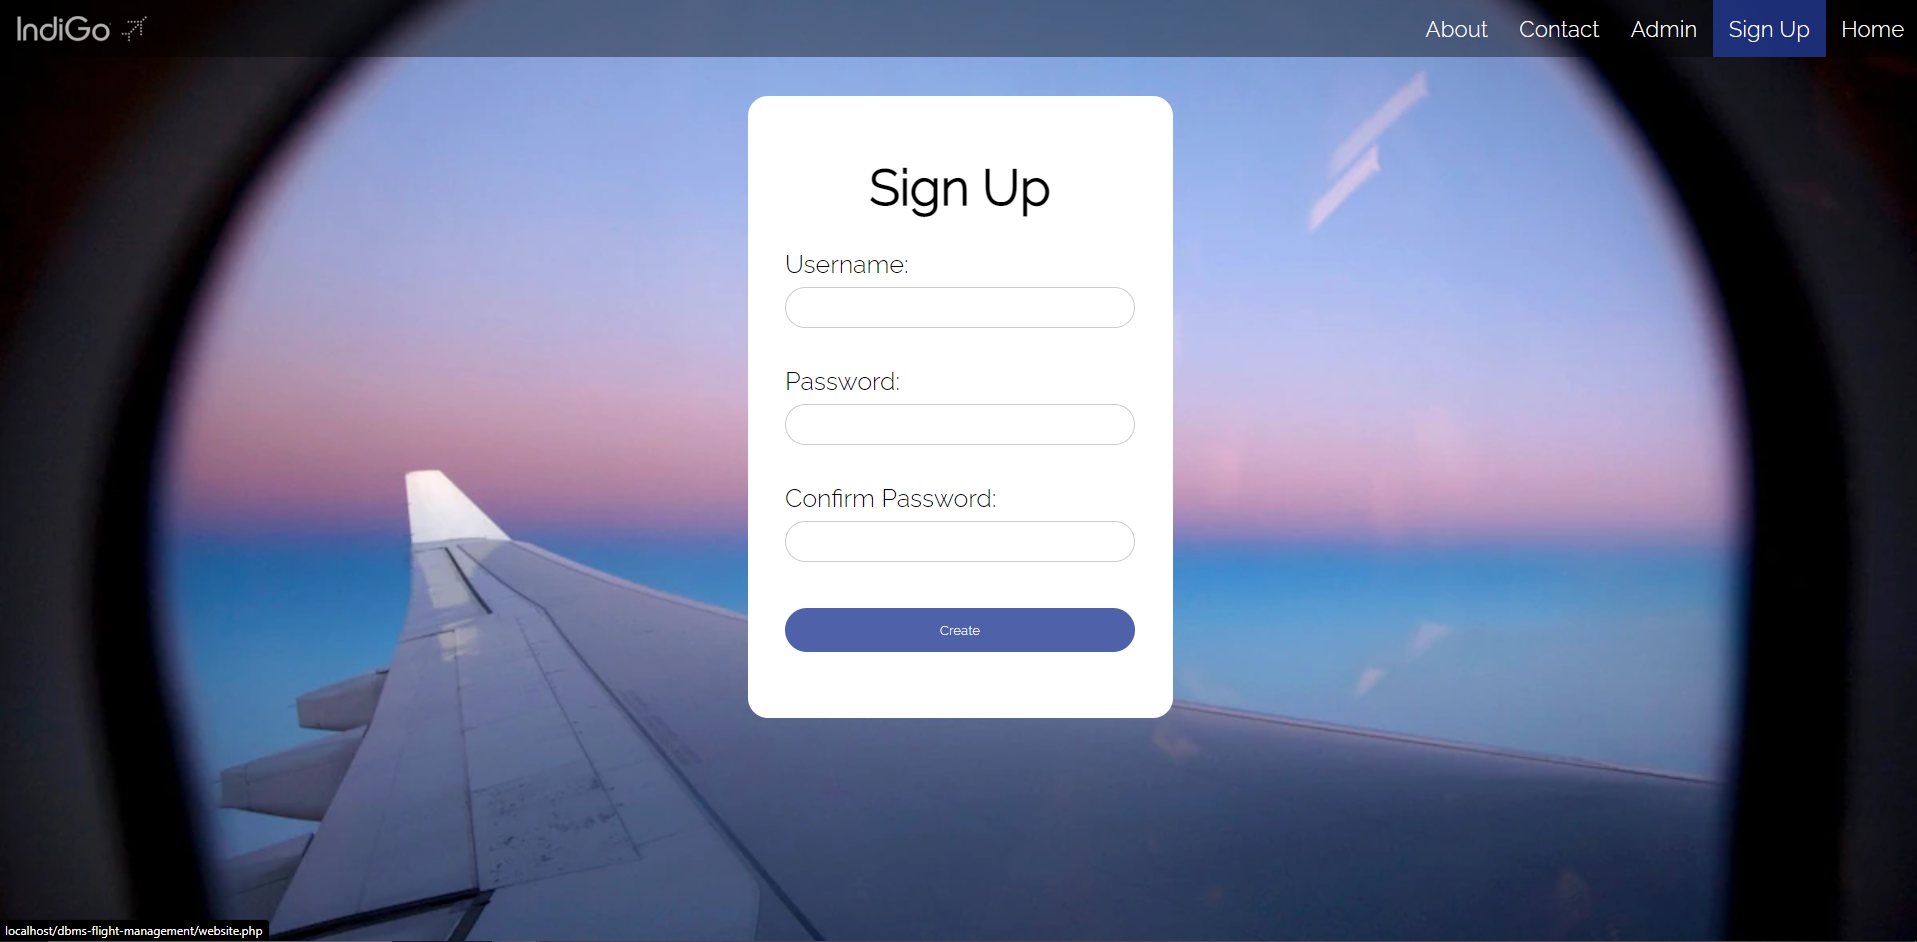 IndiGo
About
Contact
Admin
Sign Up
Home
Sign Up
Username:
Password:
Confirm Password:
Create
localhost/dbms-flight-management/website.php